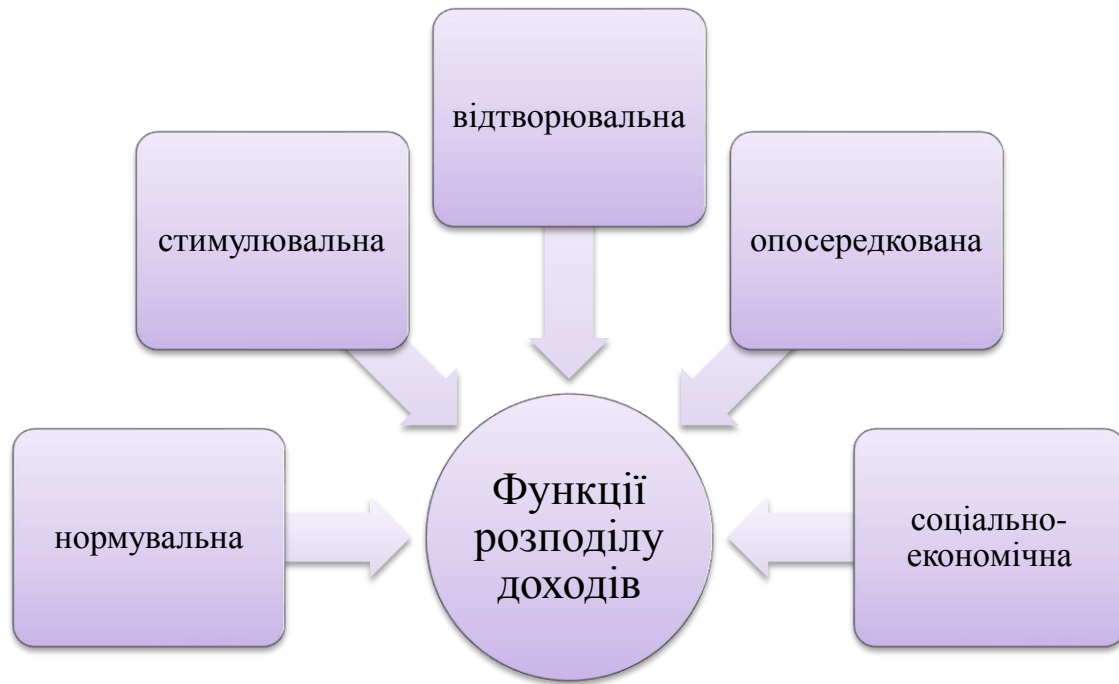 відтворювальна
стимулювальна
опосередкована
нормувальна
Функції
розподілу
доходів
соціально-
економічна